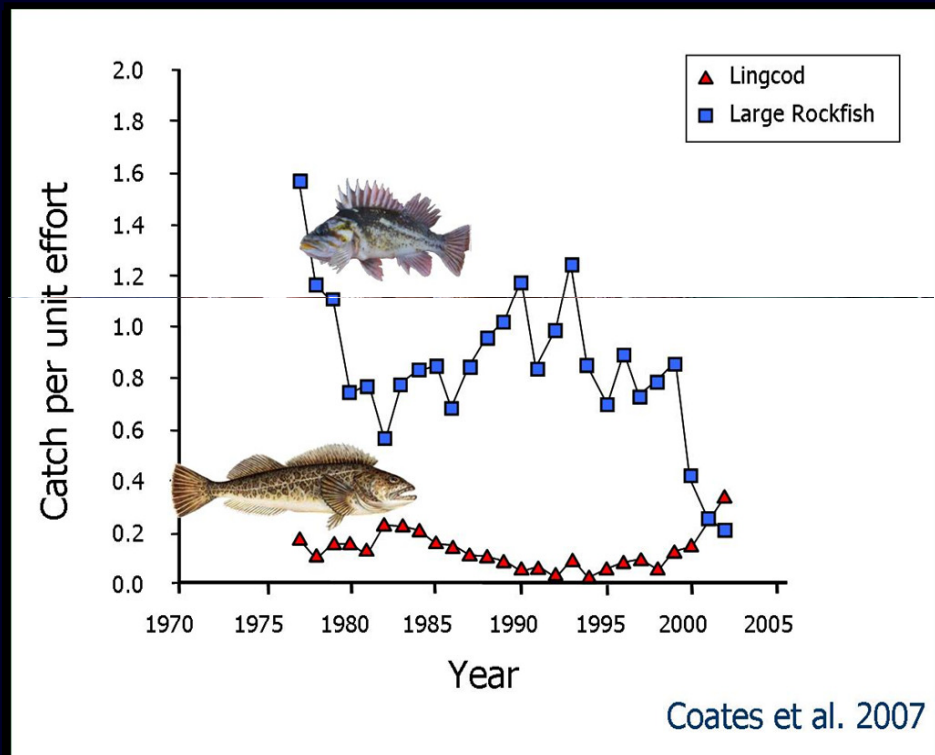 Lingcod
Large Rockfish
2.0
1.8
1.6
1.4
1.2
1.0
0.8
0.6
0.4
0.2
0.0
Catch per unit effort
1970 1975 1980 1985 1990 1995 2000 2005
Year
Coates et al. 2007